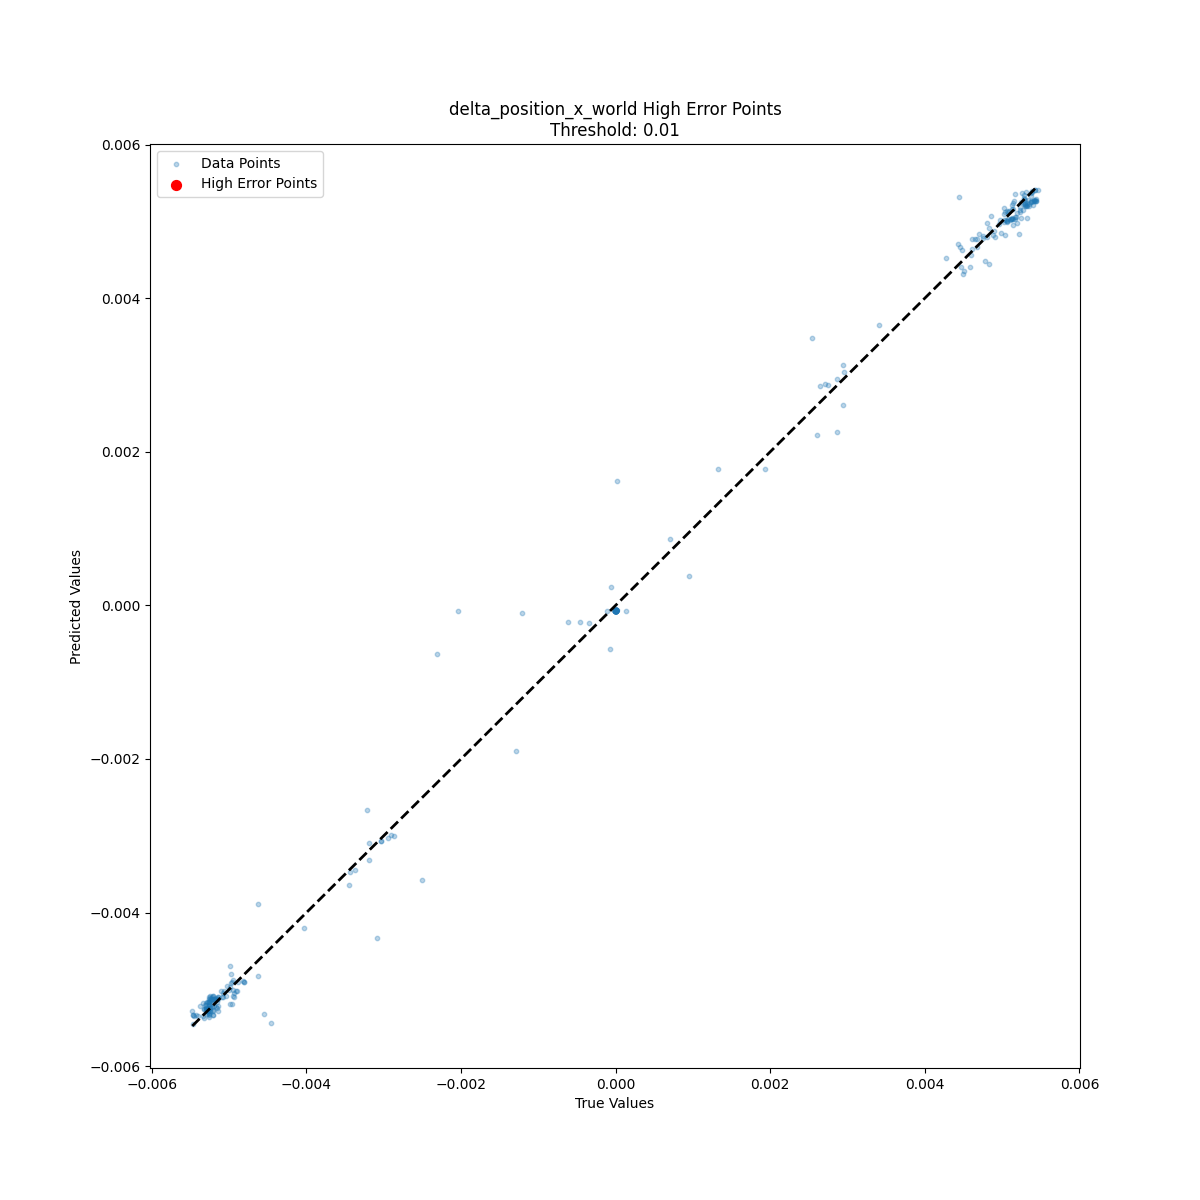 delta_position_x_world High Error Points
Threshold: 0.01
Data Points
High Error Points
0.006
0.004
0.002
0.000
−0.002
−0.004
−0.006
Predicted Values
−0.006
−0.004
−0.002
0.000
0.002
0.004
0.006
True Values